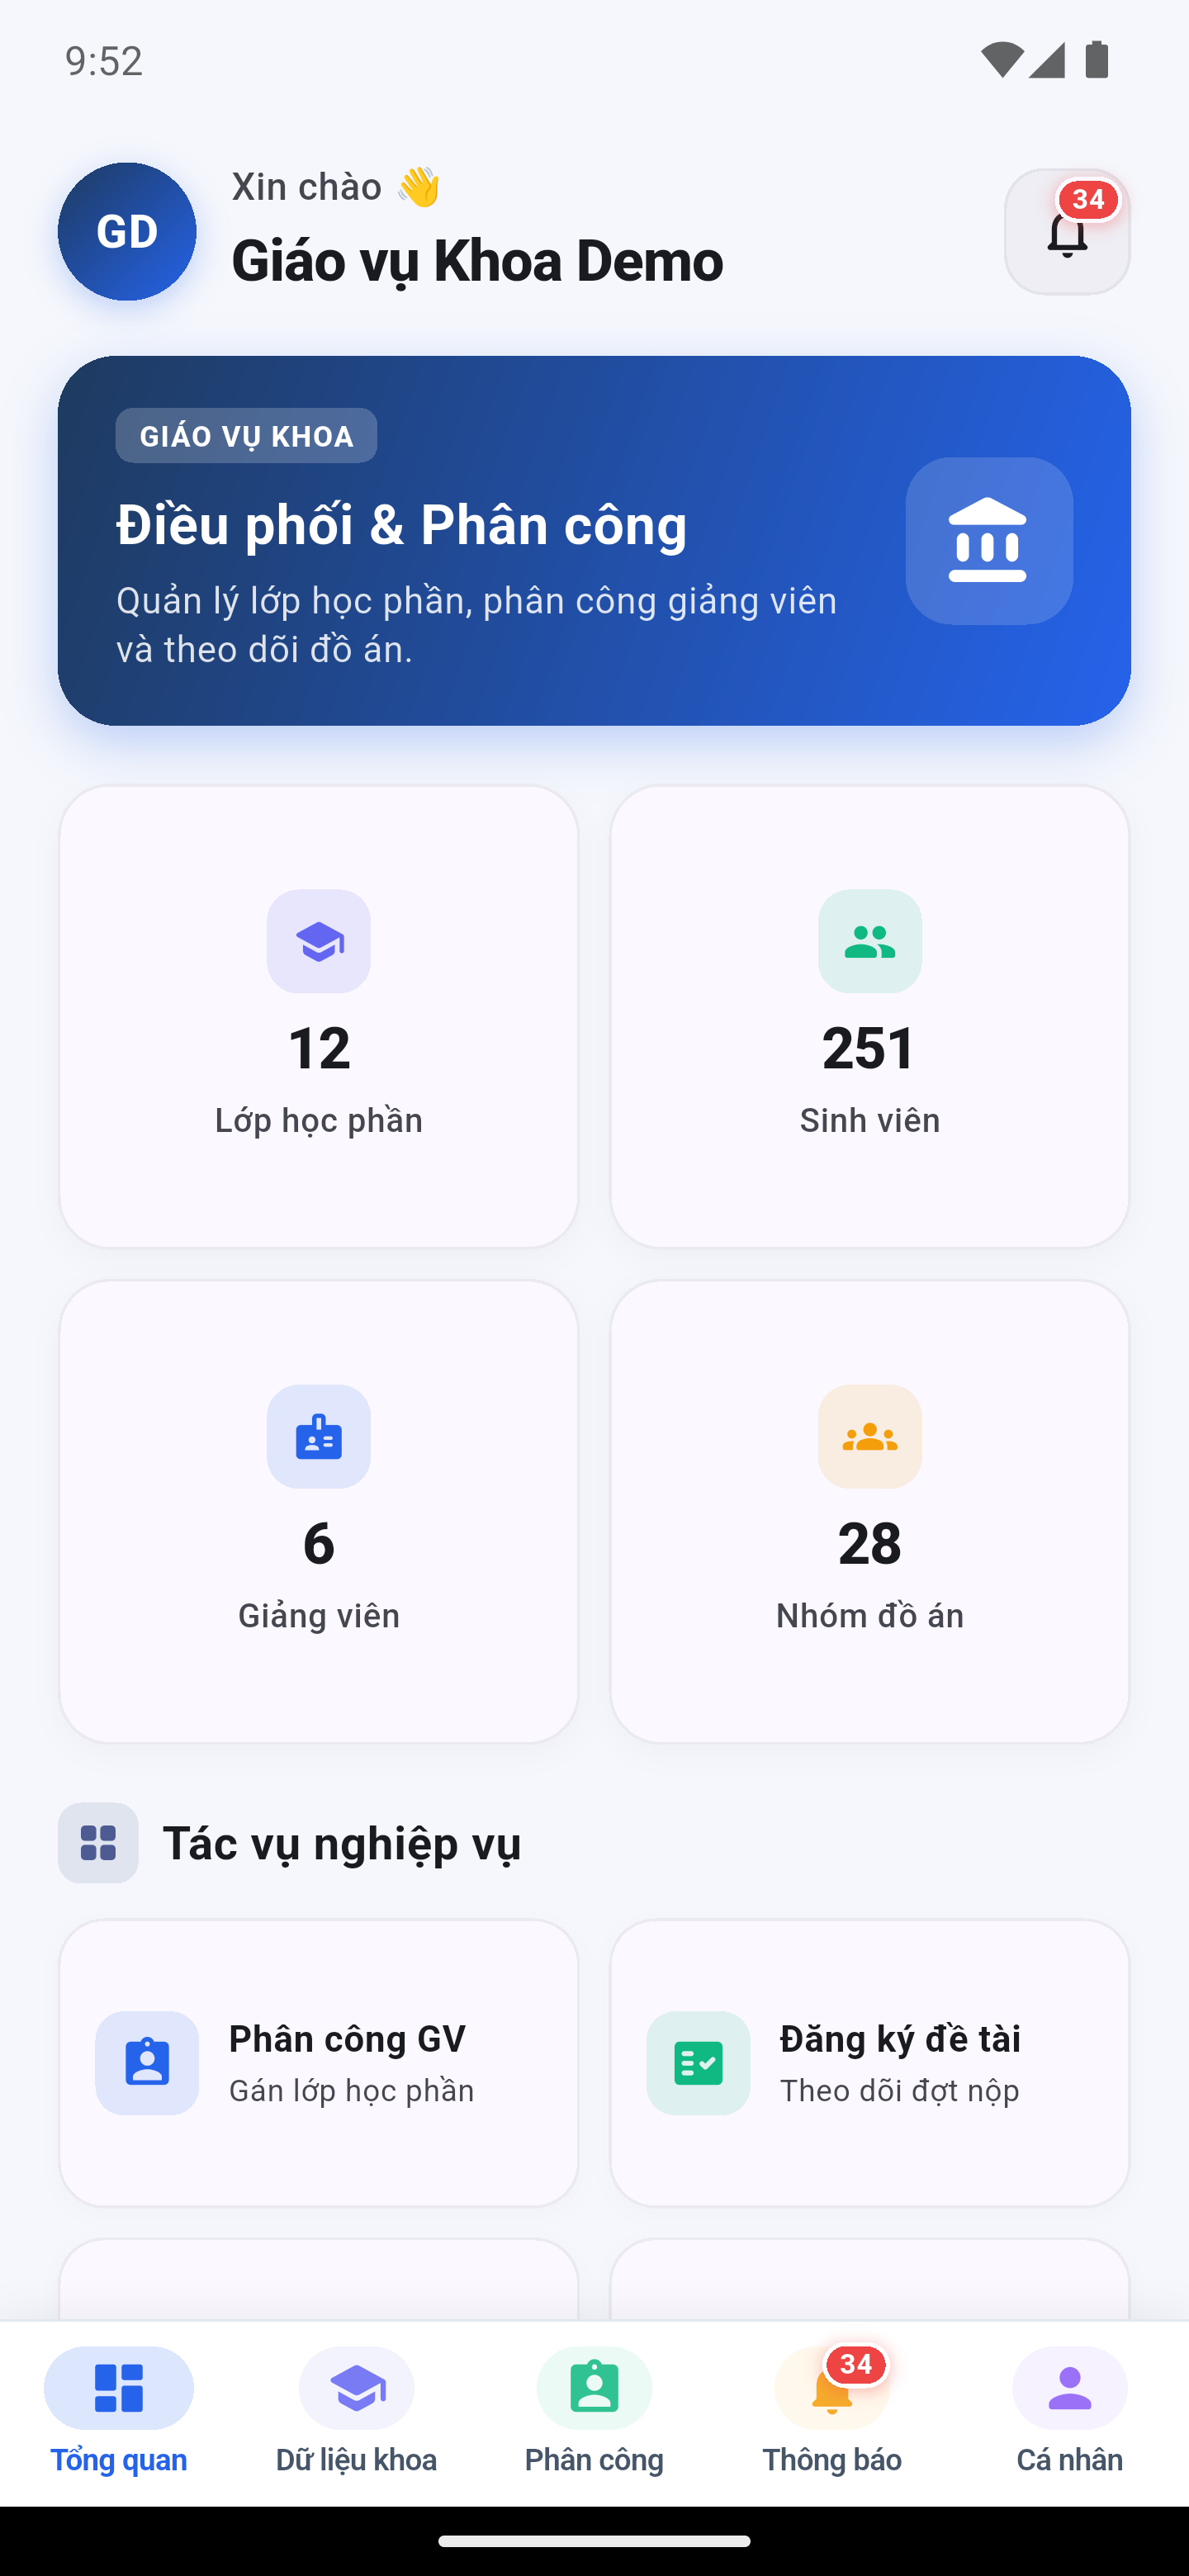 9:52
GD
Xin chào 👋
Giáo vụ Khoa Demo
34
GIÁO VỤ KHOA
Điều phối & Phân công
Quản lý lớp học phần, phân công giảng viên
và theo dõi đồ án.
12
Lớp học phần
251
Sinh viên
6
Giảng viên
28
Nhóm đồ án
Tác vụ nghiệp vụ
Phân công GV
Gán lớp học phần
Đăng ký đề tài
Theo dõi đợt nộp
34
Tổng quan
Dữ liệu khoa
Phân công
Thông báo
Cá nhân